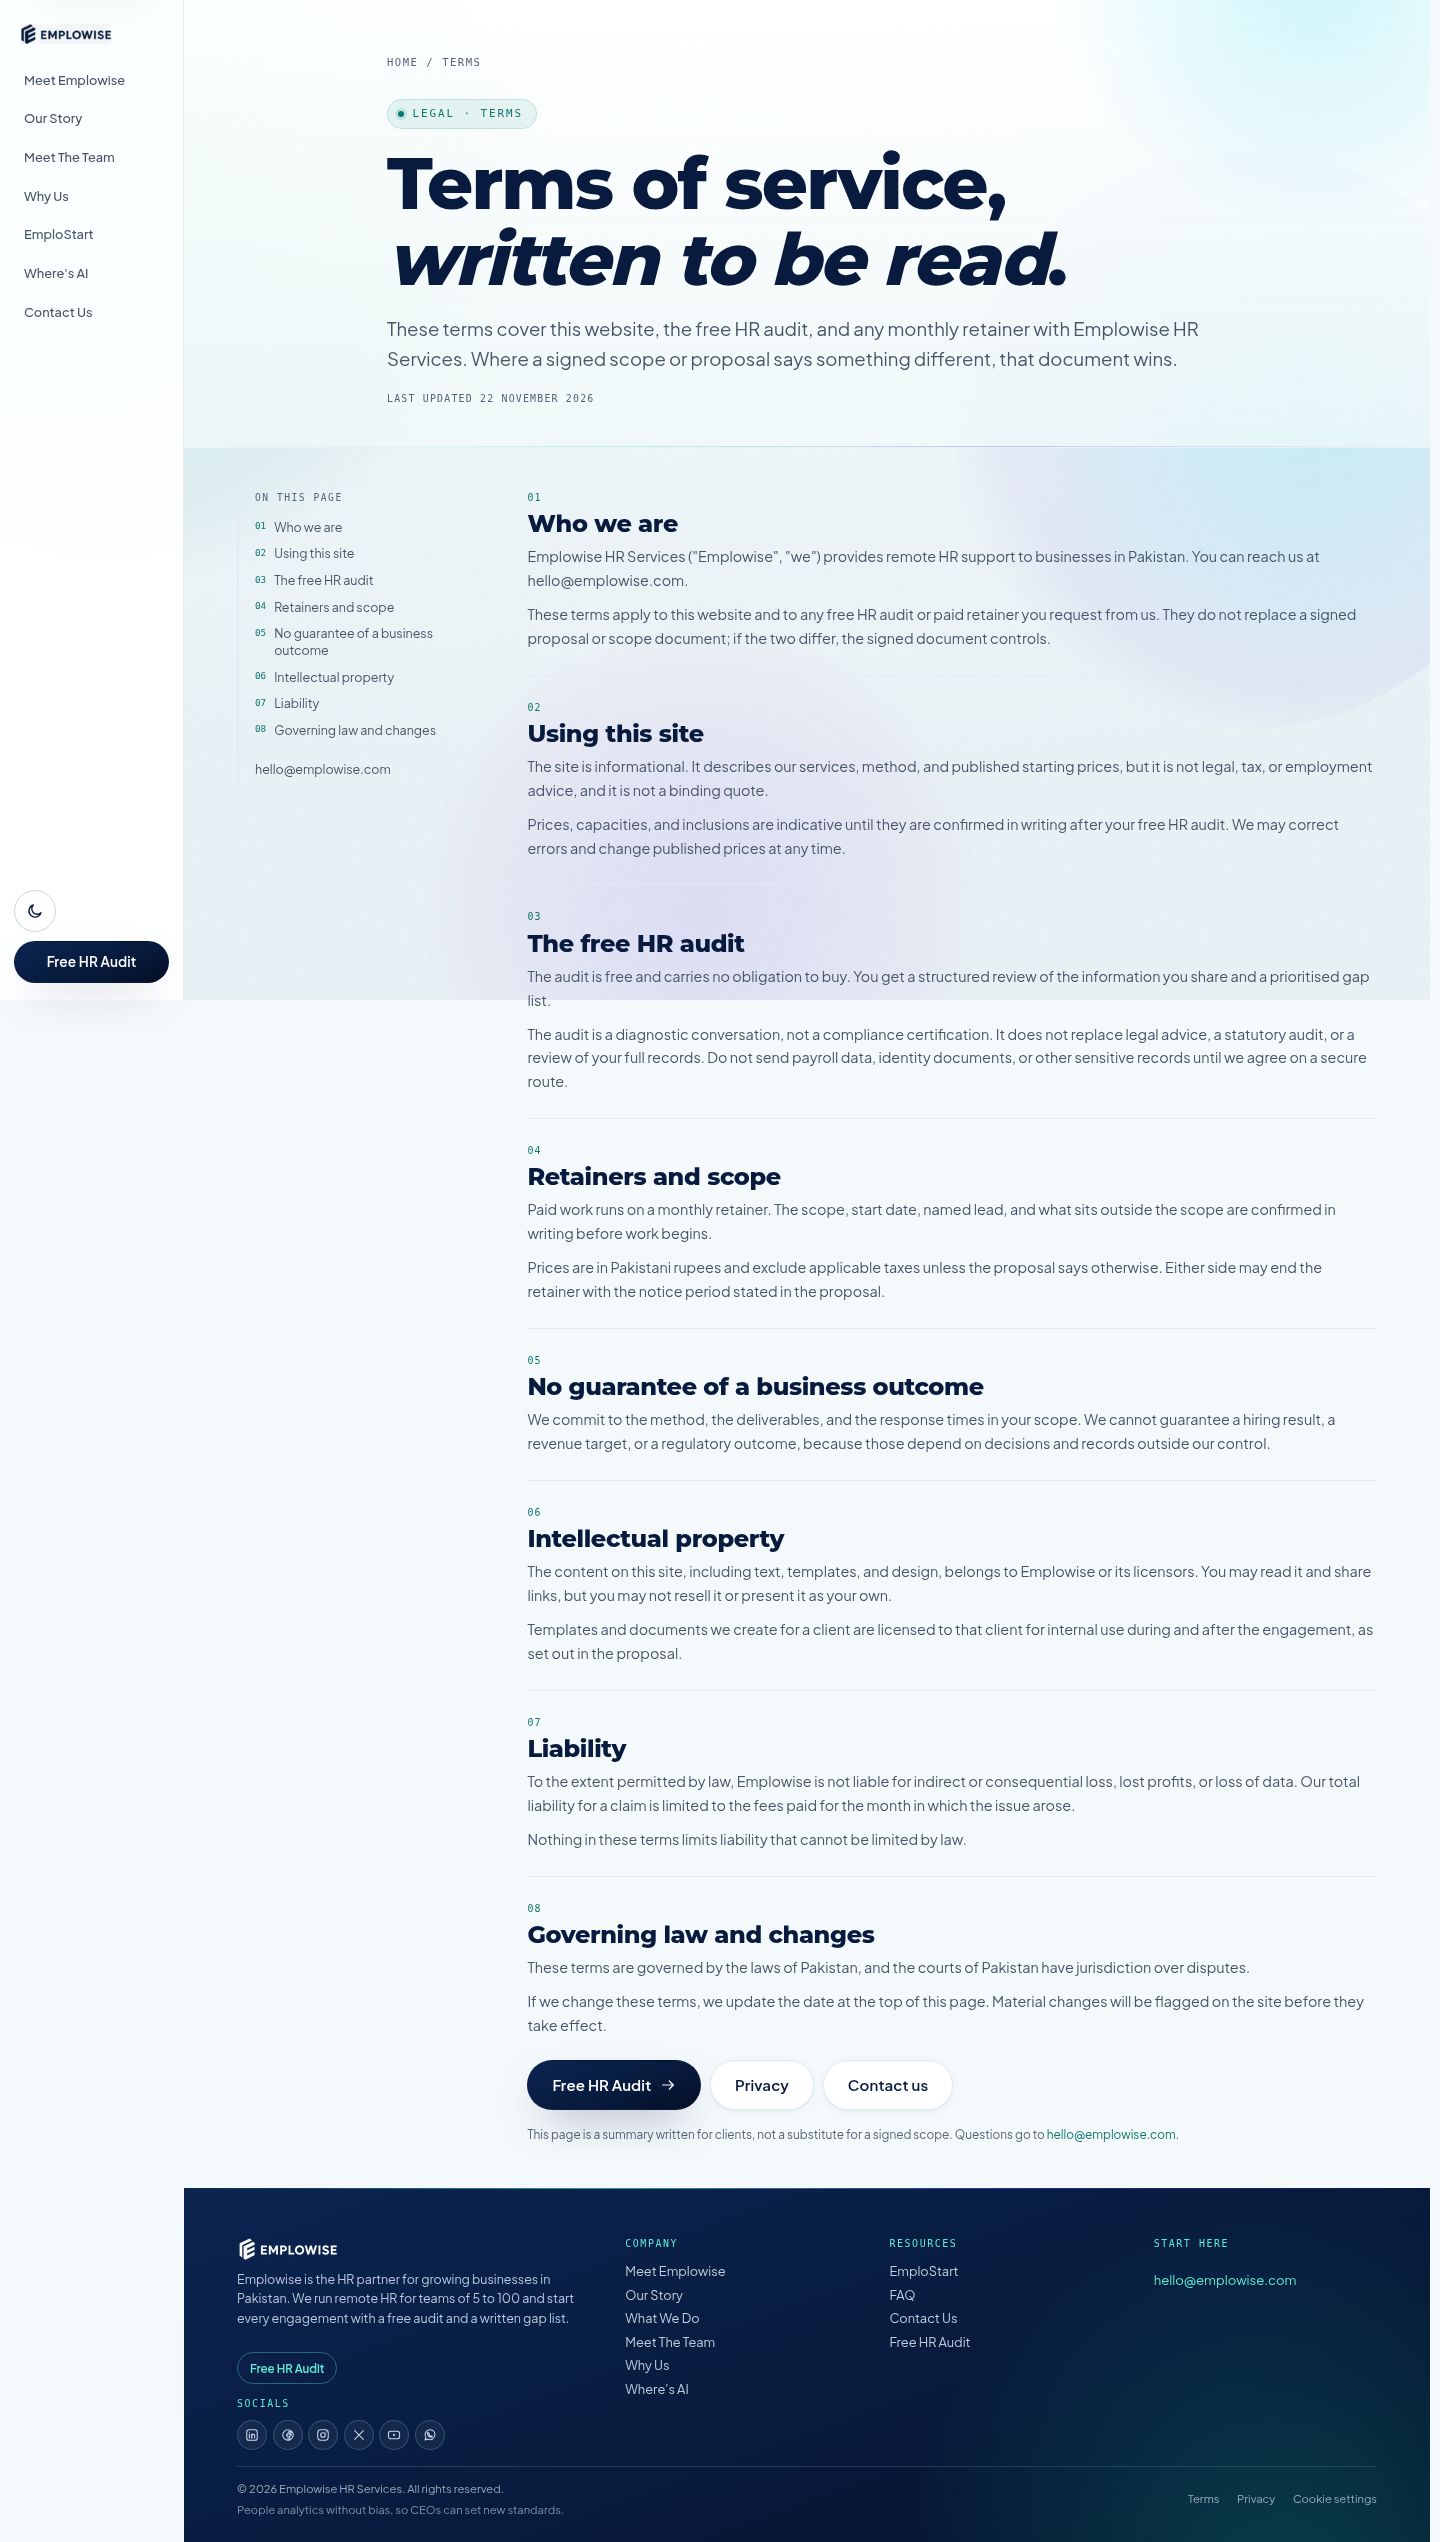 EMPLOWISE
Meet Emplowise
Our Story
Meet The Team
Why Us
EmploStart
Where's AI
Contact Us
Free HR Audit
HOME / TERMS
LEGAL · TERMS
Terms of service,
written to be read.
These terms cover this website, the free HR audit, and any monthly retainer with Emplowise HR
Services. Where a signed scope or proposal says something different, that document wins.
LAST UPDATED 22 NOVEMBER 2026
ON THIS PAGE
01 Who we are
02 Using this site
03 The free HR audit
04 Retainers and scope
05 No guarantee of a business
outcome
06 Intellectual property
07 Liability
08 Governing law and changes
hello@emplowise.com
01
Who we are
Emplowise HR Services ("Emplowise", "we") provides remote HR support to businesses in Pakistan. You can reach us at
hello@emplowise.com.
These terms apply to this website and to any free HR audit or paid retainer you request from us. They do not replace a signed
proposal or scope document; if the two differ, the signed document controls.
02
Using this site
The site is informational. It describes our services, method, and published starting prices, but it is not legal, tax, or employment
advice, and it is not a binding quote.
Prices, capacities, and inclusions are indicative until they are confirmed in writing after your free HR audit. We may correct
errors and change published prices at any time.
03
The free HR audit
The audit is free and carries no obligation to buy. You get a structured review of the information you share and a prioritised gap
list.
The audit is a diagnostic conversation, not a compliance certification. It does not replace legal advice, a statutory audit, or a
review of your full records. Do not send payroll data, identity documents, or other sensitive records until we agree on a secure
route.
04
Retainers and scope
Paid work runs on a monthly retainer. The scope, start date, named lead, and what sits outside the scope are confirmed in
writing before work begins.
Prices are in Pakistani rupees and exclude applicable taxes unless the proposal says otherwise. Either side may end the
retainer with the notice period stated in the proposal.
05
No guarantee of a business outcome
We commit to the method, the deliverables, and the response times in your scope. We cannot guarantee a hiring result, a
revenue target, or a regulatory outcome, because those depend on decisions and records outside our control.
06
Intellectual property
The content on this site, including text, templates, and design, belongs to Emplowise or its licensors. You may read it and share
links, but you may not resell it or present it as your own.
Templates and documents we create for a client are licensed to that client for internal use during and after the engagement, as
set out in the proposal.
07
Liability
To the extent permitted by law, Emplowise is not liable for indirect or consequential loss, lost profits, or loss of data. Our total
liability for a claim is limited to the fees paid for the month in which the issue arose.
Nothing in these terms limits liability that cannot be limited by law.
08
Governing law and changes
These terms are governed by the laws of Pakistan, and the courts of Pakistan have jurisdiction over disputes.
If we change these terms, we update the date at the top of this page. Material changes will be flagged on the site before they
take effect.
Free HR Audit
Privacy
Contact us
This page is a summary written for clients, not a substitute for a signed scope. Questions go to hello@emplowise.com.
EMPLOWISE
Emplowise is the HR partner for growing businesses in
Pakistan. We run remote HR for teams of 5 to 100 and start
every engagement with a free audit and a written gap list.
Free HR Audit
SOCIALS
COMPANY
Meet Emplowise
Our Story
What We Do
Meet The Team
Why Us
Where's AI
RESOURCES
EmploStart
FAQ
Contact Us
Free HR Audit
START HERE
hello@emplowise.com
© 2026 Emplowise HR Services. All rights reserved.
People analytics without bias, so CEOs can set new standards.
Terms
Privacy
Cookie settings